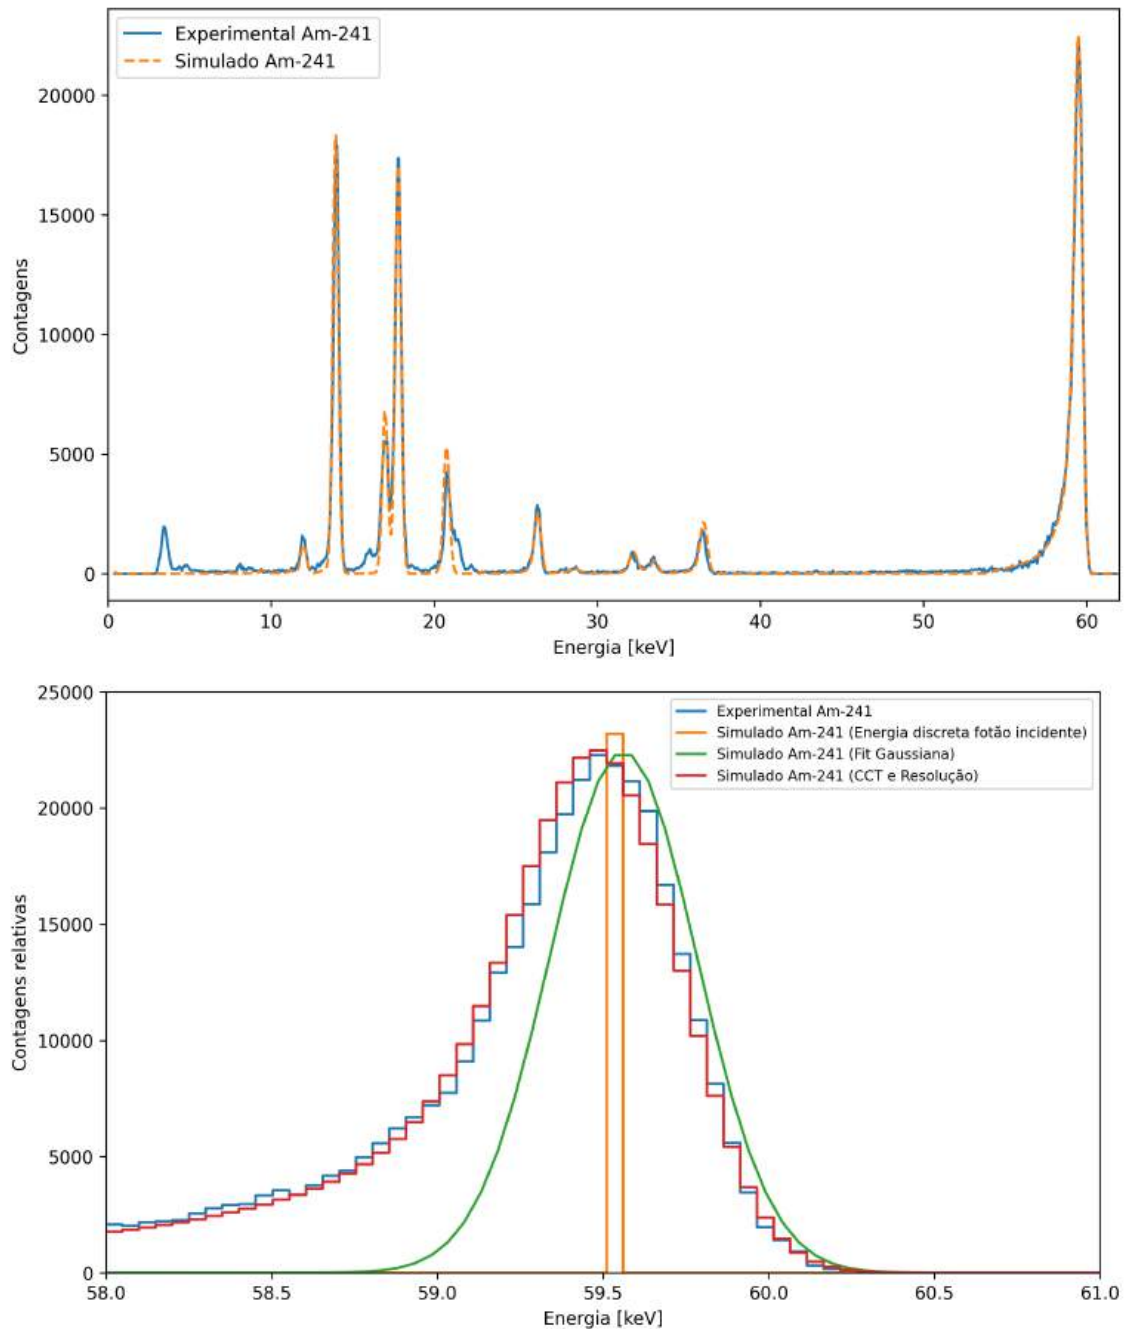 Experimental Am-241
Simulado Am-241
20000
15000
10000
5000
0
Contagens
0 10 20 30 40 50 60
Energia [keV]
25000
20000
15000
10000
5000
0
Contagens relativas
Experimental Am-241
Simulado Am-241 (Energia discreta fotão incidente)
Simulado Am-241 (Fit Gaussiana)
Simulado Am-241 (CCT e Resolução)
58.0 58.5 59.0 59.5 60.0 60.5 61.0
Energia [keV]